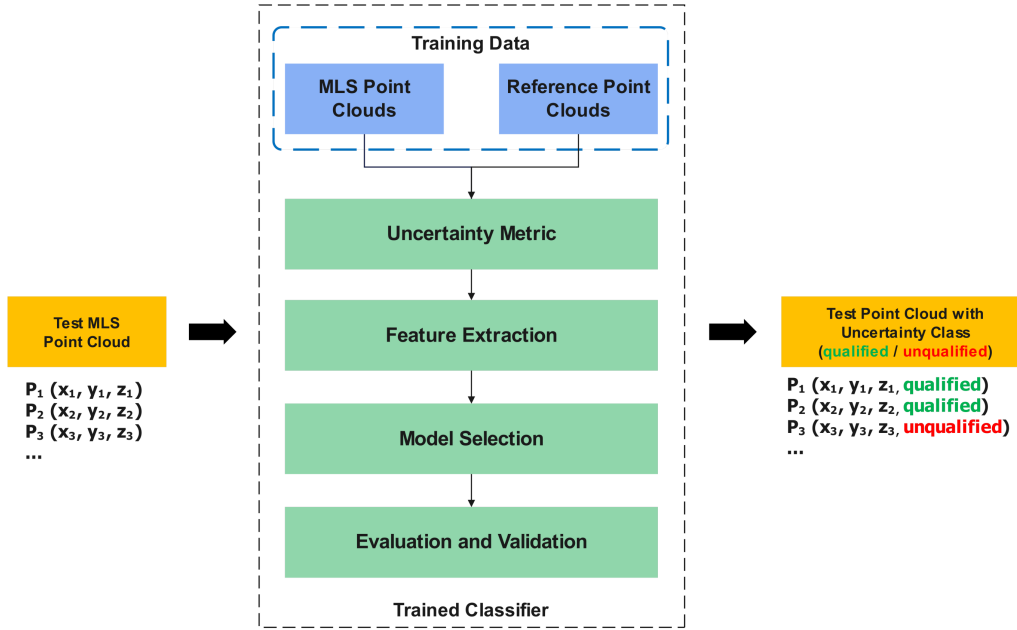 Training Data
MLS Point
Clouds
Reference Point
Clouds
Uncertainty Metric
Feature Extraction
Model Selection
Evaluation and Validation
Trained Classifier
Test MLS
Point Cloud
P₁ (x₁, y₁, z₁)
P₂ (x₂, y₂, z₂)
P₃ (x₃, y₃, z₃)
...
Test Point Cloud with
Uncertainty Class
(qualified / unqualified)
P₁ (x₁, y₁, z₁, qualified)
P₂ (x₂, y₂, z₂, qualified)
P₃ (x₃, y₃, z₃, unqualified)
...